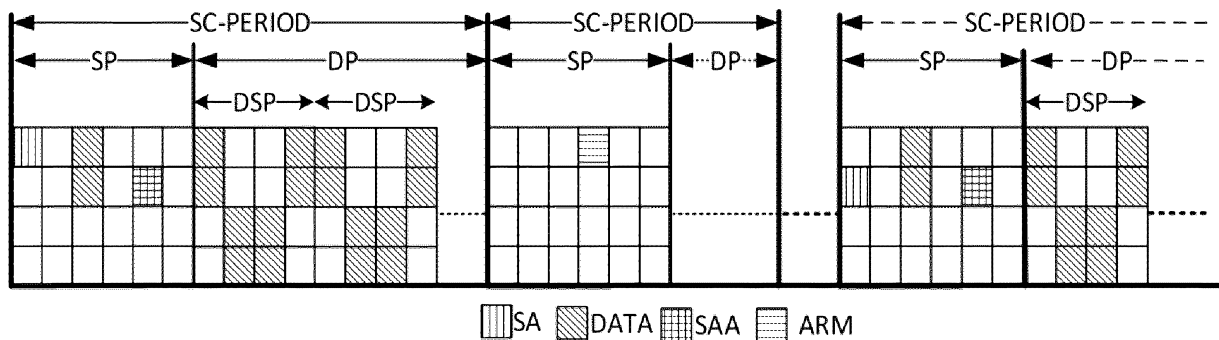 SC-PERIOD SC-PERIOD SC-PERIOD
SP DP SP DP SP DP
DSP DSP DSP
SA DATA SAA ARM